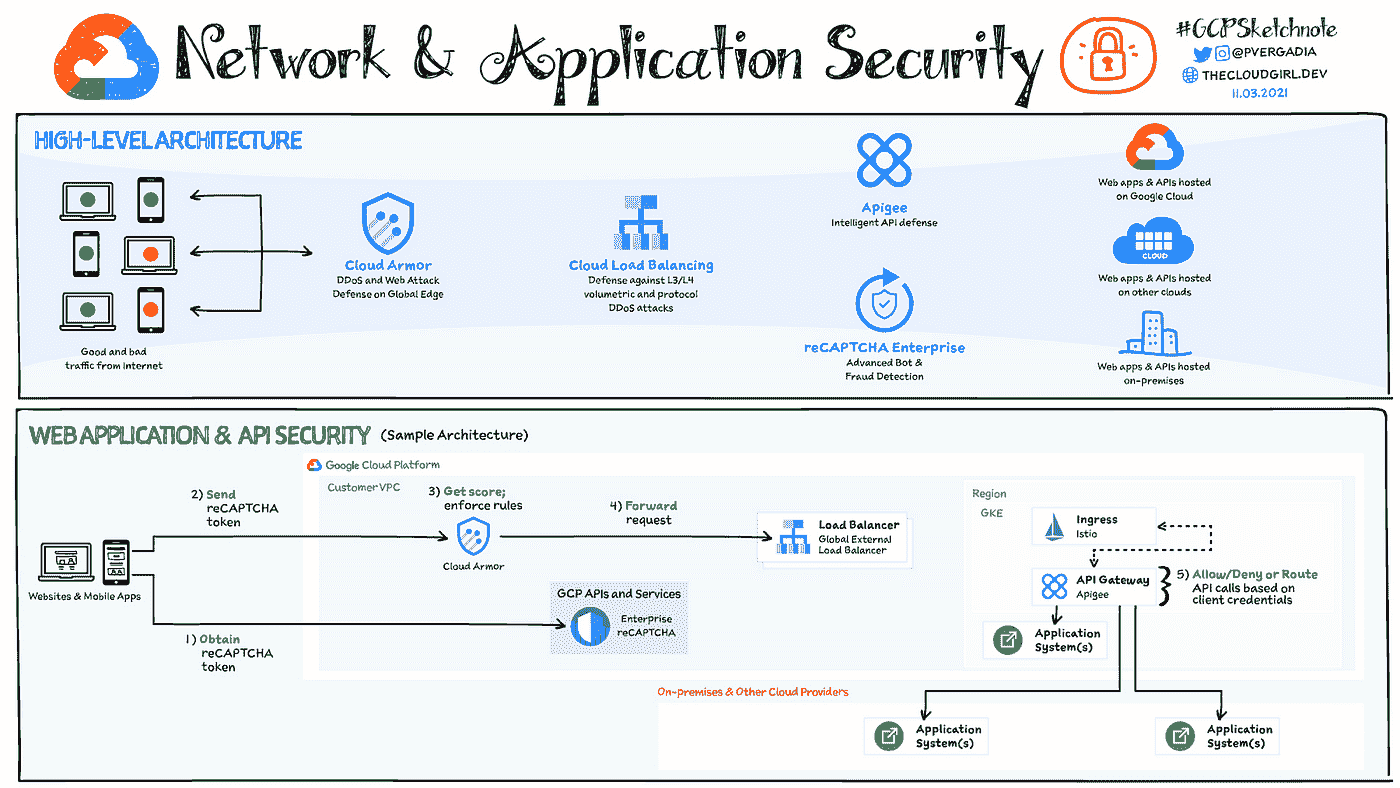 Network & Application Security
#GCPSketchnote
@PVERGADIA
THECLOUDGIRL.DEV
11.03.2021
HIGH-LEVEL ARCHITECTURE
Good and bad
traffic from Internet
Cloud Armor
DDoS and Web Attack
Defense on Global Edge
Cloud Load Balancing
Defense against L3/L4
volumetric and protocol
DDoS attacks
Apigee
Intelligent API defense
reCAPTCHA Enterprise
Advanced Bot &
Fraud Detection
Web apps & APIs hosted
on Google Cloud
CLOUD
Web apps & APIs hosted
on other clouds
Web apps & APIs hosted
on-premises
WEB APPLICATION & API SECURITY (Sample Architecture)
Google Cloud Platform
Customer VPC
Websites & Mobile Apps
2) Send
reCAPTCHA
token
1) Obtain
reCAPTCHA
token
3) Get score;
enforce rules
Cloud Armor
4) Forward
request
GCP APIs and Services
Enterprise
reCAPTCHA
Load Balancer
Global External
Load Balancer
Region
GKE
Ingress
Istio
API Gateway
Apigee
5) Allow/Deny or Route
API calls based on
client credentials
Application
System(s)
On-premises & Other Cloud Providers
Application
System(s)
Application
System(s)